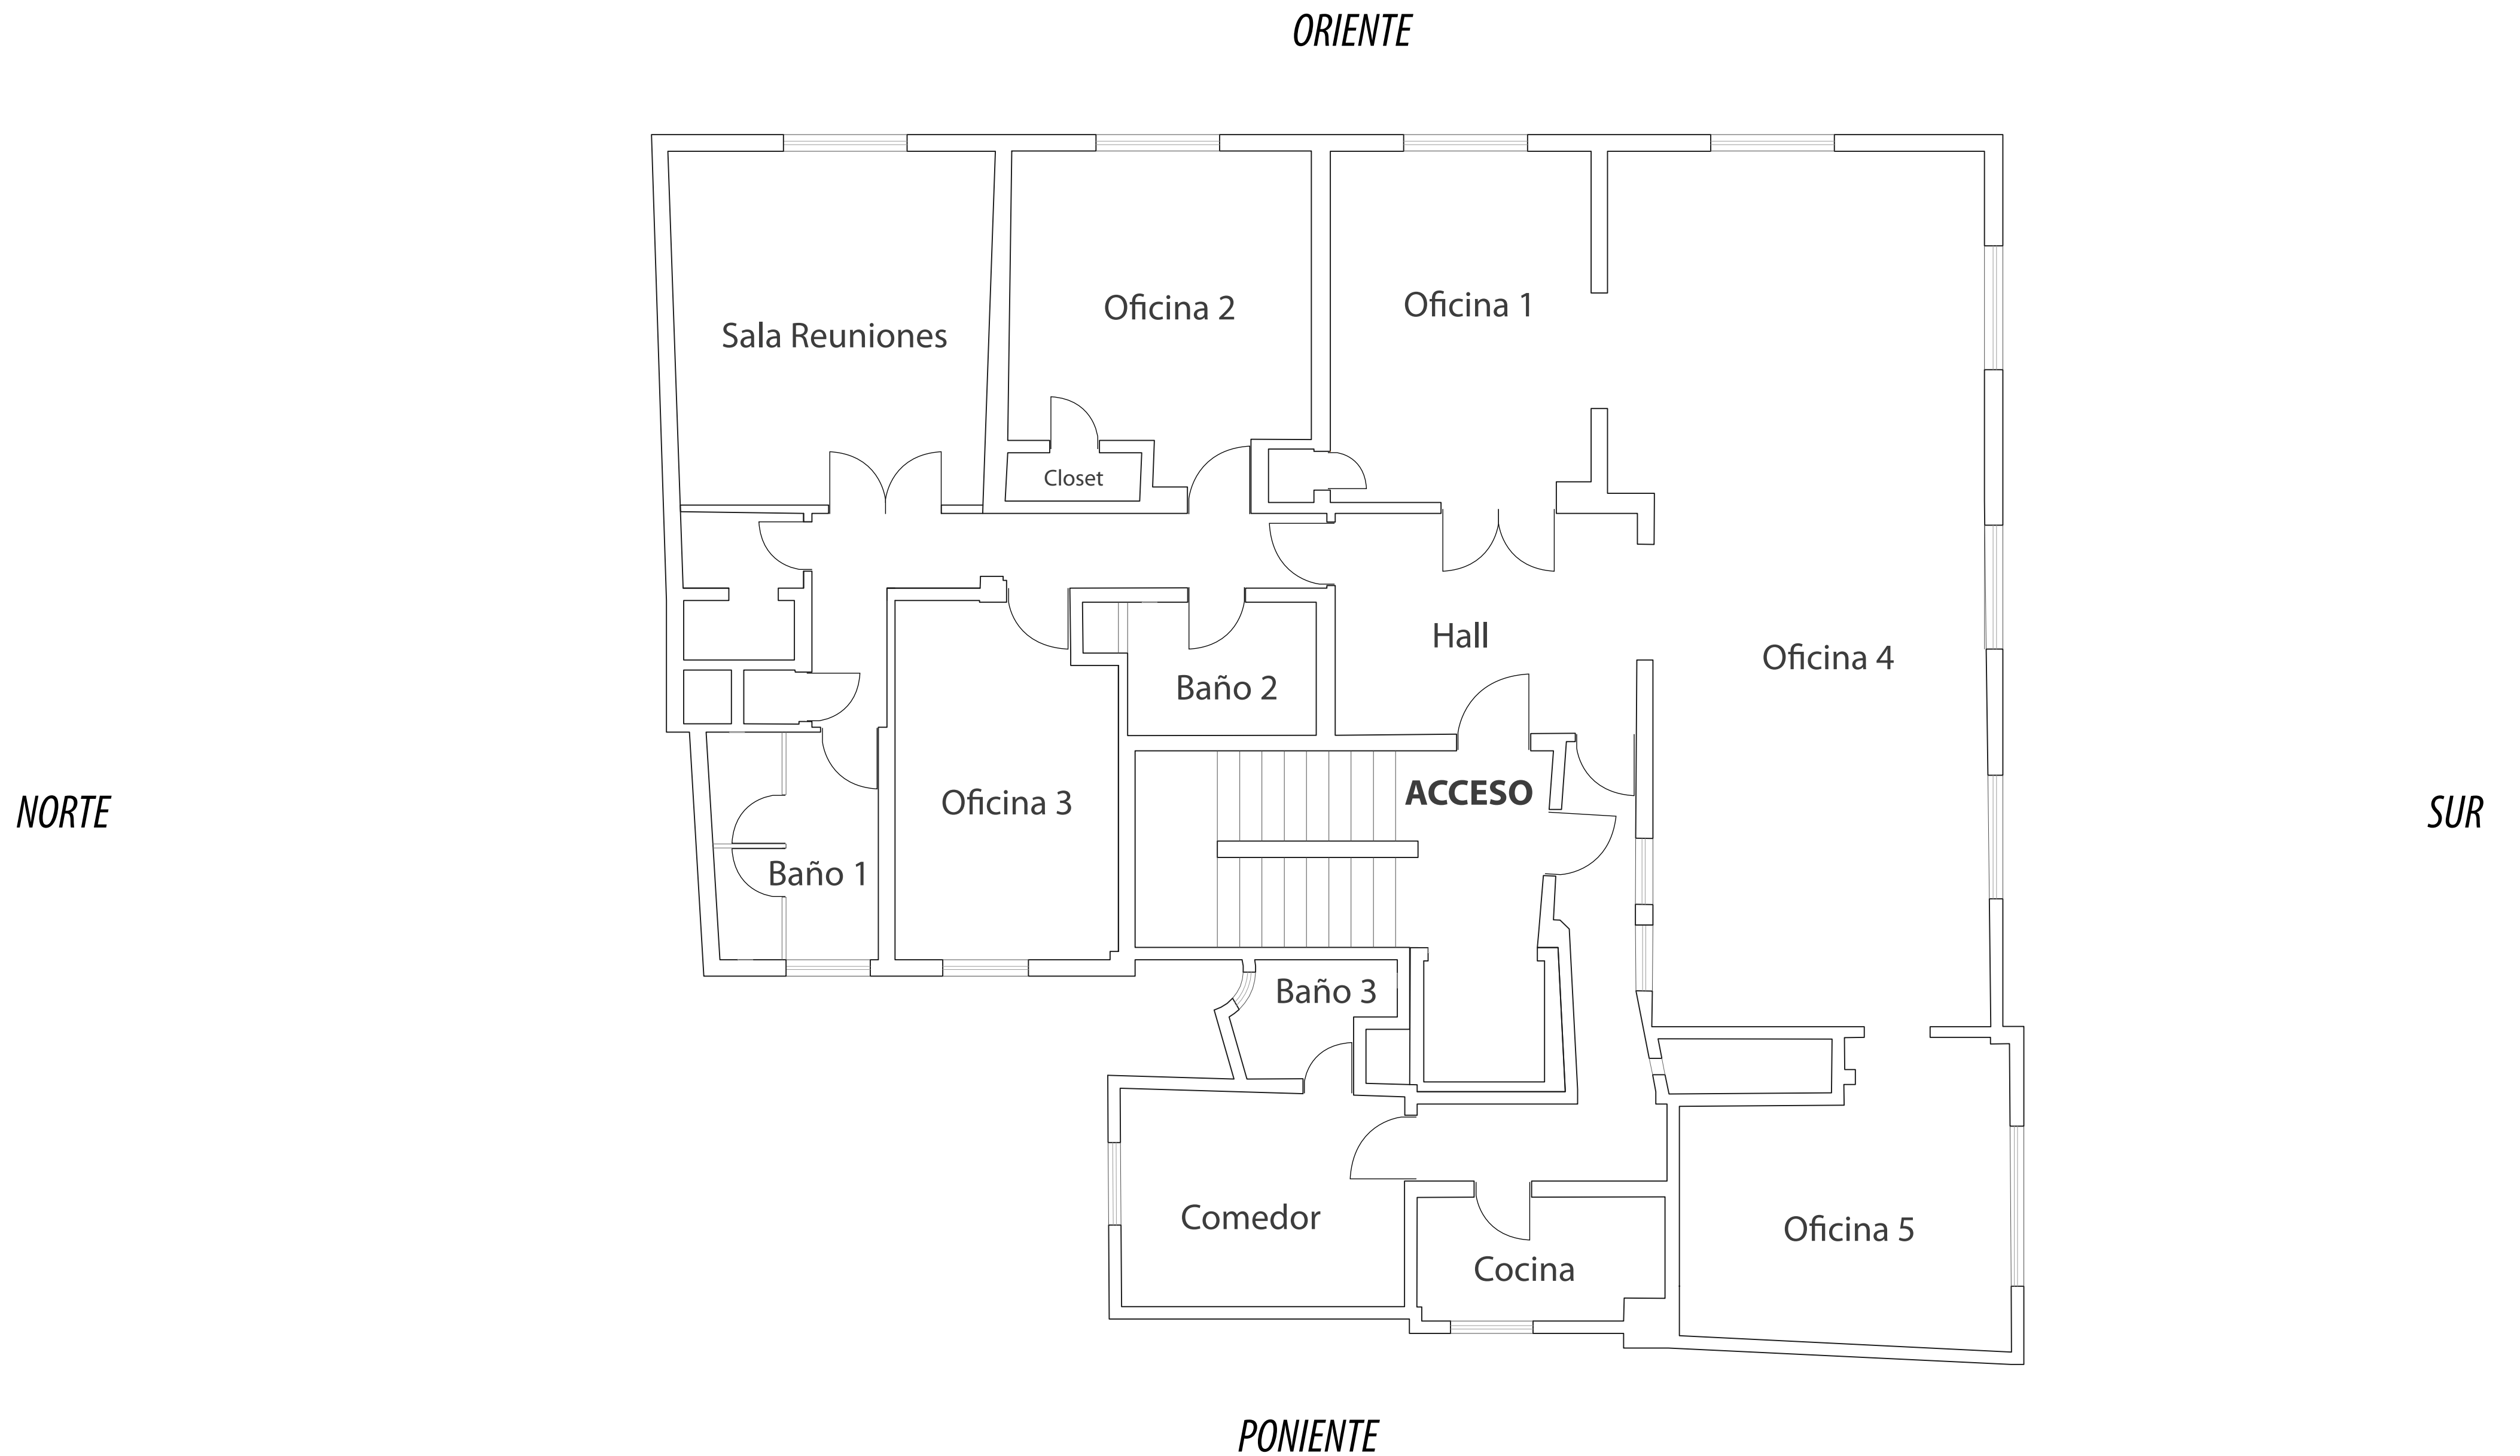 ORIENTE
Oficina 2
Oficina 1
Sala Reuniones
Closet
Hall
Oficina 4
Baño 2
NORTE
Oficina 3
ACCESO
SUR
Baño 1
Baño 3
Comedor
Oficina 5
Cocina
PONIENTE